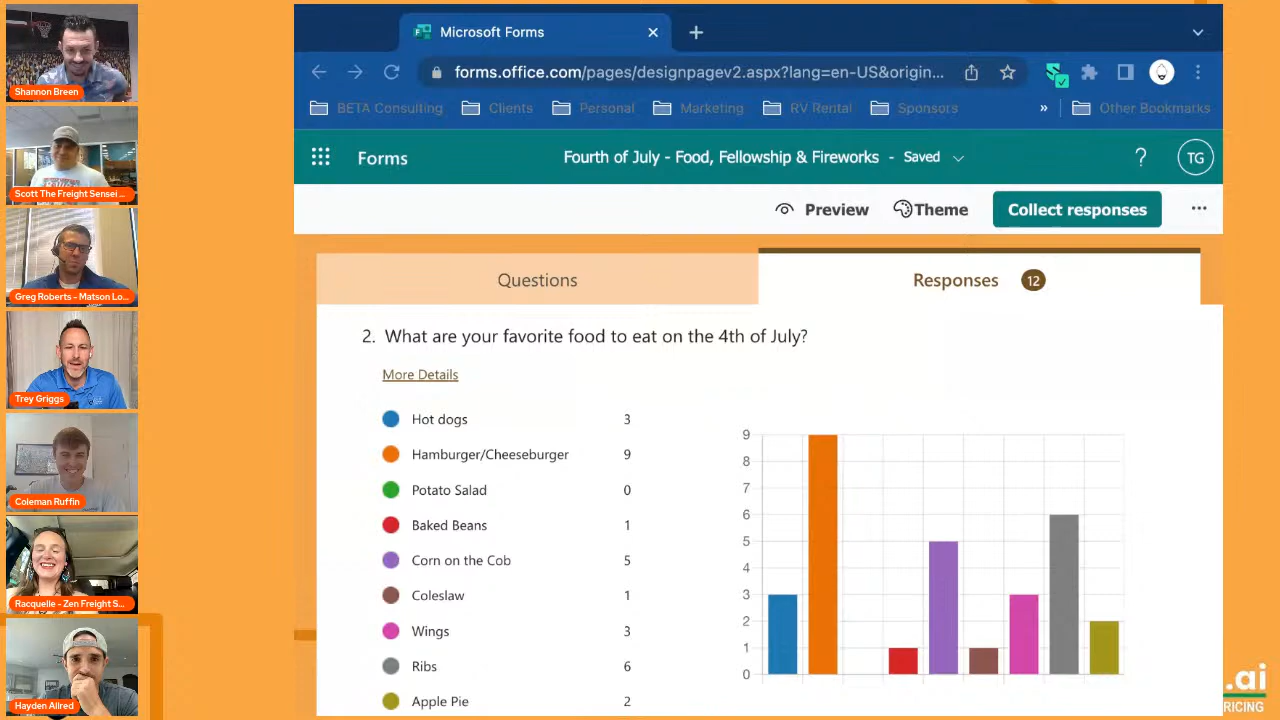 Shannon Breen
Scott The Freight Sensei ...
Greg Roberts - Matson Lo...
Trey Griggs
Coleman Ruffin
Racquelle - Zen Freight S...
Hayden Allred
Microsoft Forms
forms.office.com/pages/designpagev2.aspx?lang=en-US&origin...
BETA Consulting
Clients
Personal
Marketing
RV Rental
Sponsors
»
Other Bookmarks
Forms
Fourth of July - Food, Fellowship & Fireworks - Saved
?
TG
Preview
Theme
Collect responses
...
Questions
Responses 12
2. What are your favorite food to eat on the 4th of July?
More Details
Hot dogs 3
Hamburger/Cheeseburger 9
Potato Salad 0
Baked Beans 1
Corn on the Cob 5
Coleslaw 1
Wings 3
Ribs 6
Apple Pie 2
9
8
7
6
5
4
3
2
1
0
.ai
RICING